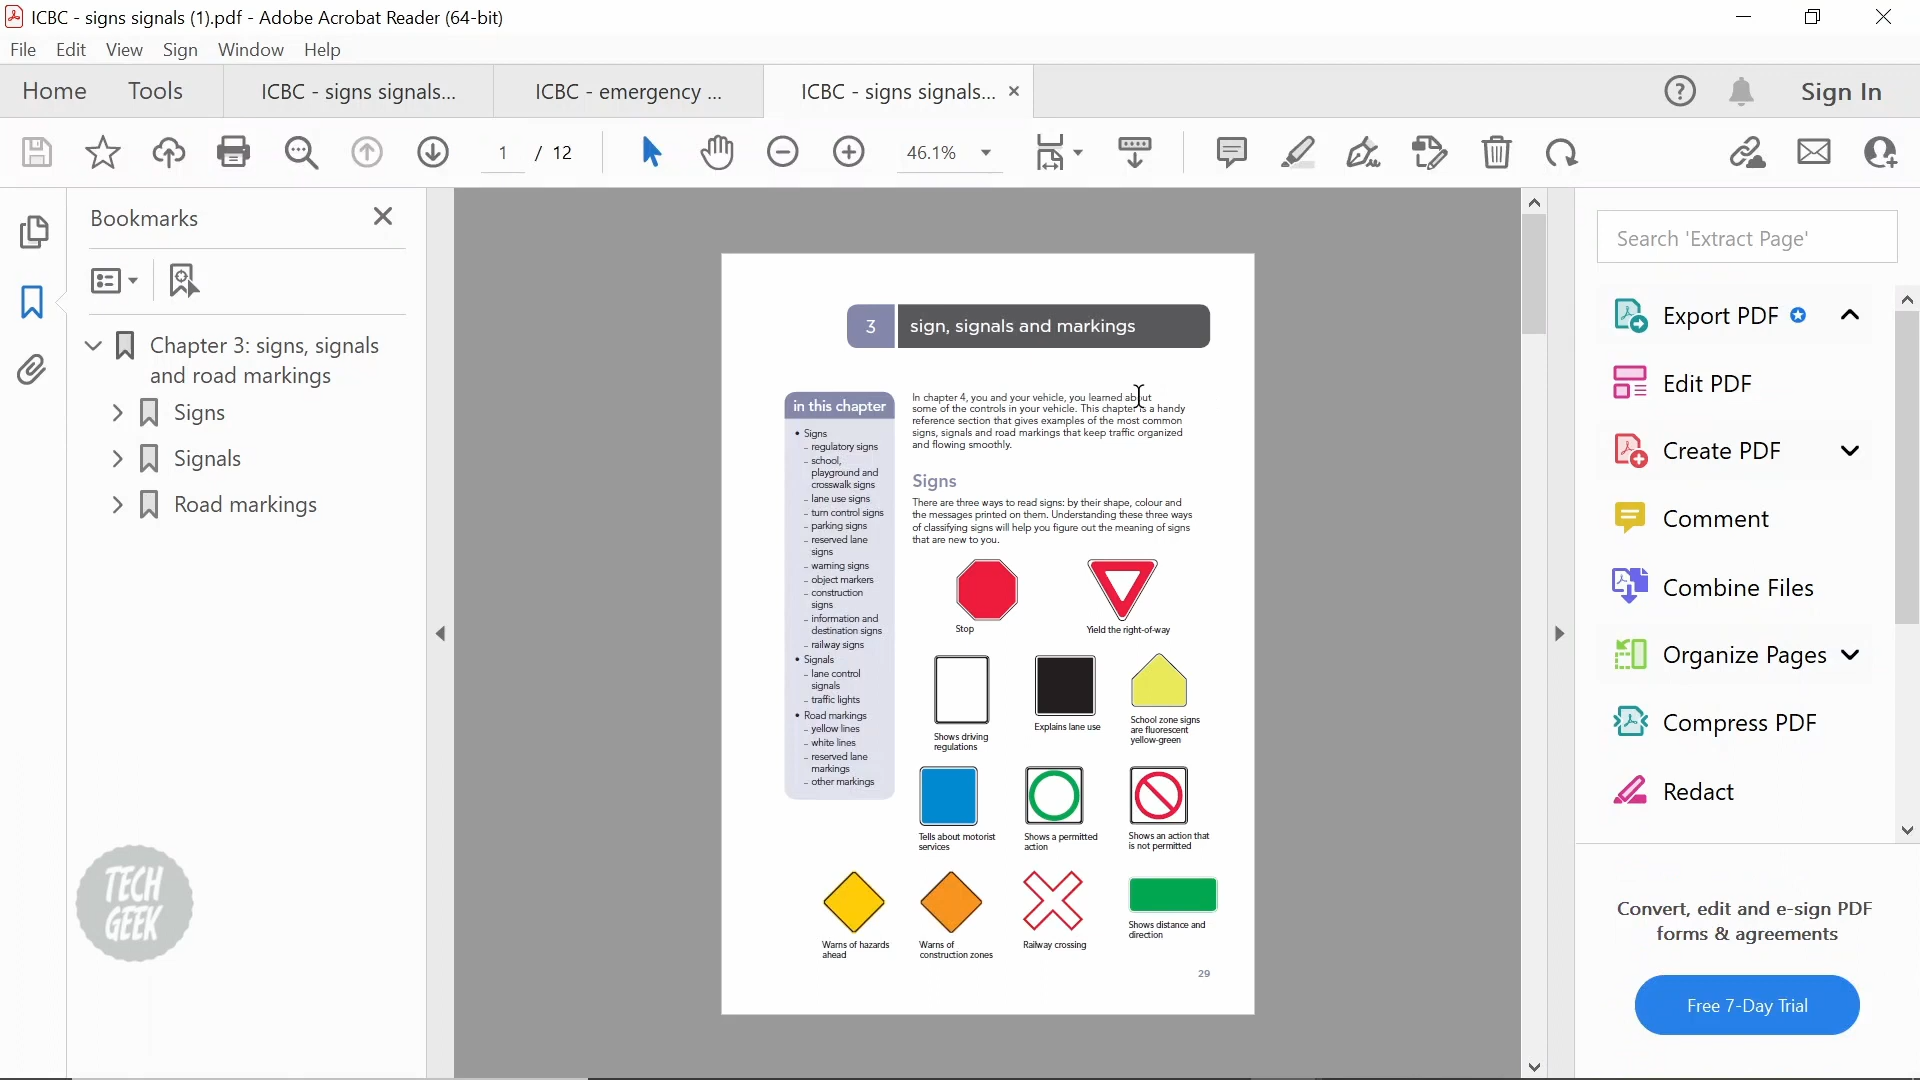 ICBC - signs signals (1).pdf - Adobe Acrobat Reader (64-bit)
File Edit View Sign Window Help
Home Tools ICBC - signs signals... ICBC - emergency ... ICBC - signs signals... Sign In
1 / 12 46.1%
Bookmarks
Chapter 3: signs, signals
and road markings
Signs
Signals
Road markings
TECH
GEEK
3 sign, signals and markings
in this chapter
• Signs
- regulatory signs
- school,
playground and
crosswalk signs
- lane use signs
- turn control signs
- parking signs
- reserved lane
signs
- warning signs
- object markers
- construction
signs
- information and
destination signs
- railway signs
• Signals
- lane control
signals
- traffic lights
• Road markings
- yellow lines
- white lines
- reserved lane
markings
- other markings
In chapter 4, you and your vehicle, you learned about
some of the controls in your vehicle. This chapter is a handy
reference section that gives examples of the most common
signs, signals and road markings that keep traffic organized
and flowing smoothly.
Signs
There are three ways to read signs: by their shape, colour and
the messages printed on them. Understanding these three ways
of classifying signs will help you figure out the meaning of signs
that are new to you.
Stop
Yield the right-of-way
Shows driving
regulations
Explains lane use
School zone signs
are fluorescent
yellow-green
Tells about motorist
services
Shows a permitted
action
Shows an action that
is not permitted
Warns of hazards
ahead
Warns of
construction zones
Railway crossing
Shows distance and
direction
29
Search 'Extract Page'
Export PDF
Edit PDF
Create PDF
Comment
Combine Files
Organize Pages
Compress PDF
Redact
Convert, edit and e-sign PDF
forms & agreements
Free 7-Day Trial